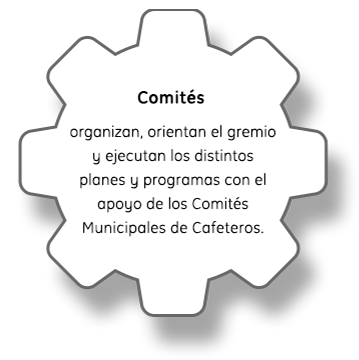 Comités
organizan, orientan el gremio
y ejecutan los distintos
planes y programas con el
apoyo de los Comités
Municipales de Cafeteros.